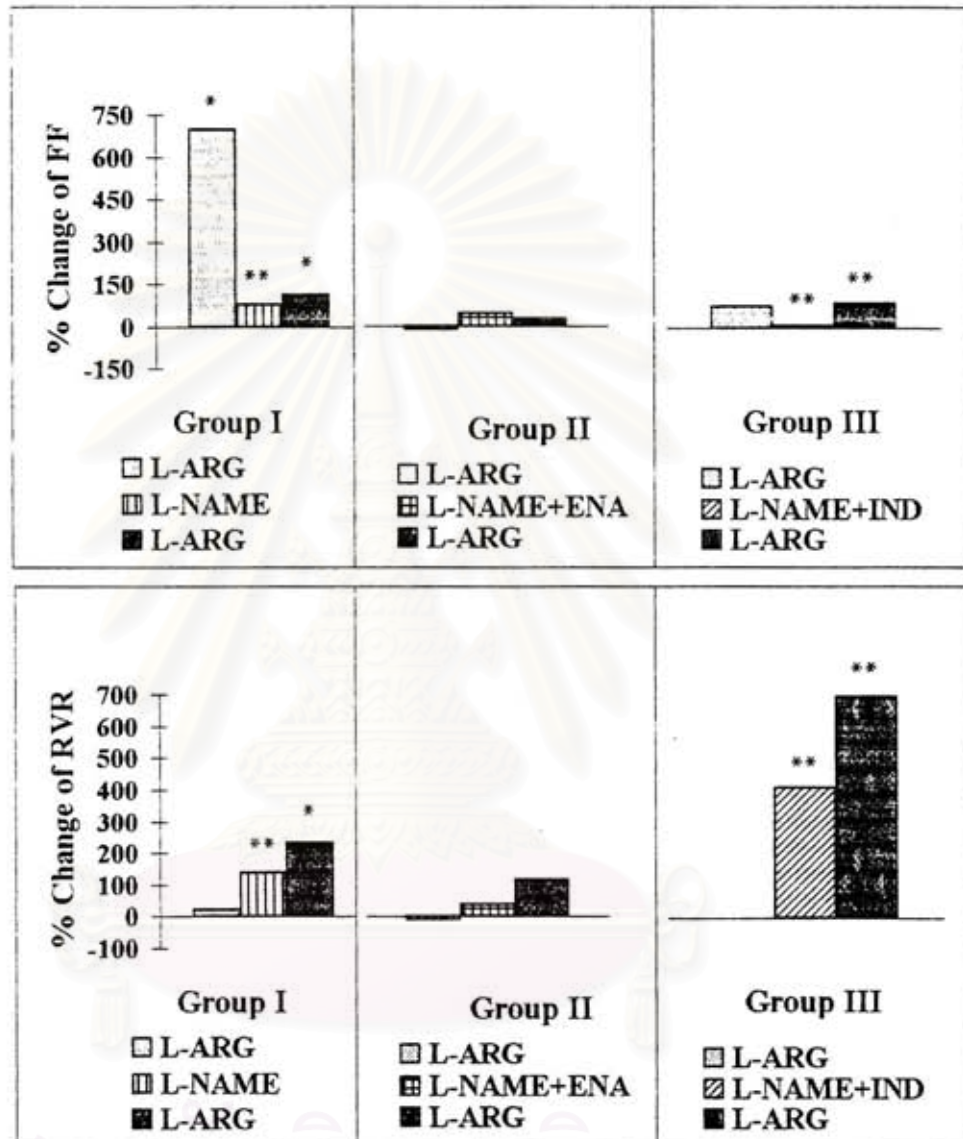 % Change of FF
750
600
450
300
150
0
-150
*
**
*
**
**
Group I
L-ARG
L-NAME
L-ARG
Group II
L-ARG
L-NAME+ENA
L-ARG
Group III
L-ARG
L-NAME+IND
L-ARG
% Change of RVR
700
600
500
400
300
200
100
0
-100
**
*
**
**
Group I
L-ARG
L-NAME
L-ARG
Group II
L-ARG
L-NAME+ENA
L-ARG
Group III
L-ARG
L-NAME+IND
L-ARG